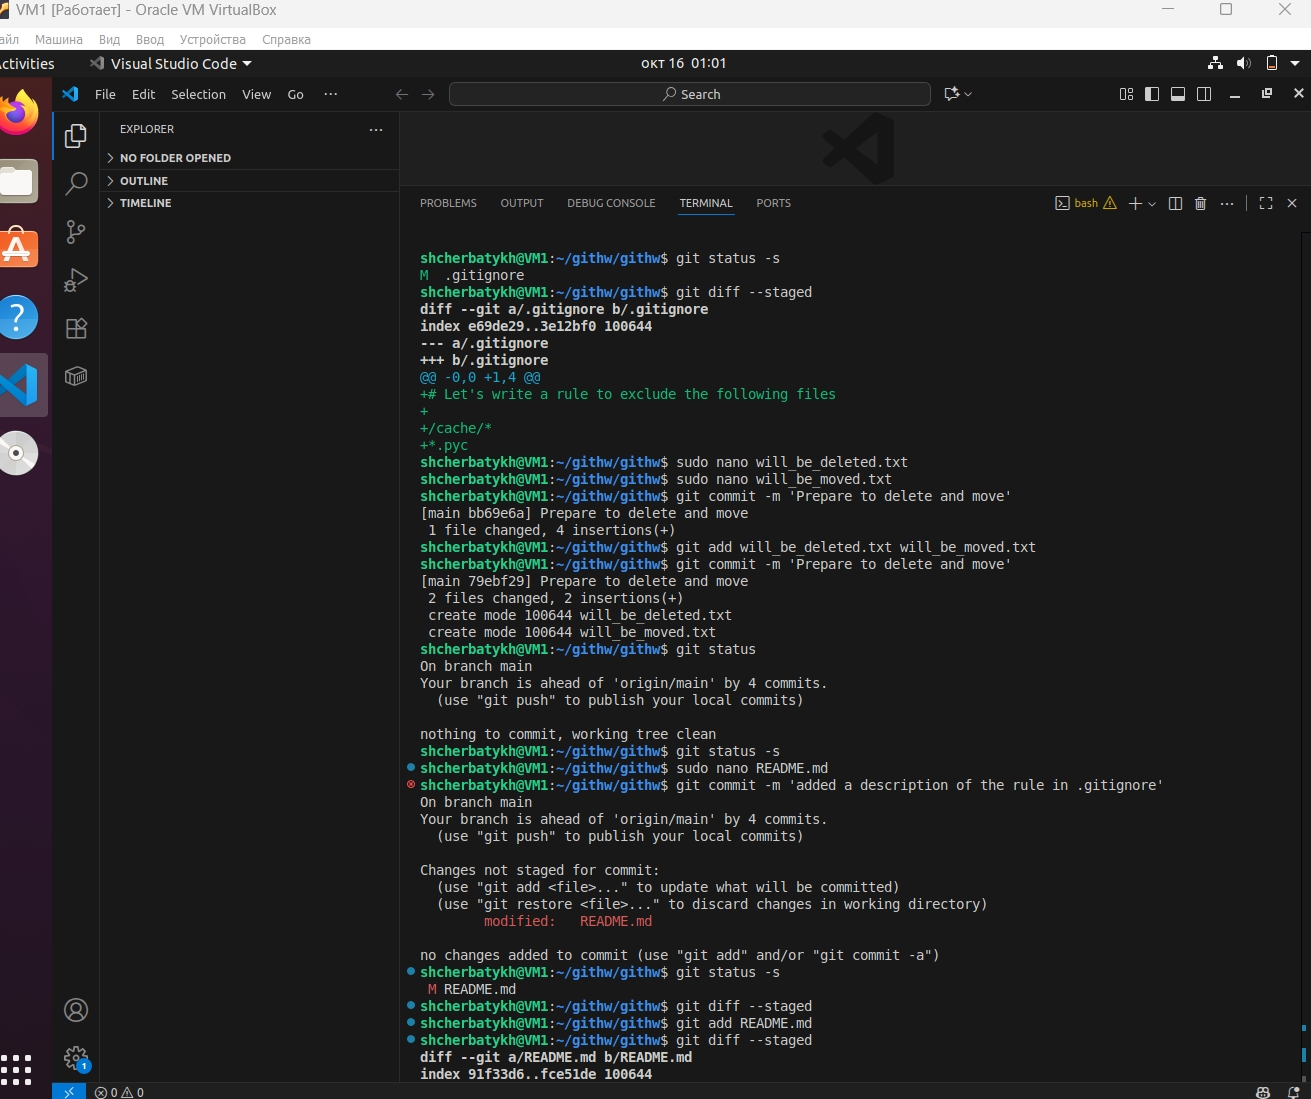 VM1 [Работает] - Oracle VM VirtualBox
айл Машина Вид Ввод Устройства Справка
ctivities Visual Studio Code окт 16 01:01
File Edit Selection View Go ··· Search
EXPLORER ···
NO FOLDER OPENED
OUTLINE
TIMELINE
PROBLEMS OUTPUT DEBUG CONSOLE TERMINAL PORTS bash
shcherbatykh@VM1:~/githw/githw$ git status -s
M  .gitignore
shcherbatykh@VM1:~/githw/githw$ git diff --staged
diff --git a/.gitignore b/.gitignore
index e69de29..3e12bf0 100644
--- a/.gitignore
+++ b/.gitignore
@@ -0,0 +1,4 @@
+# Let's write a rule to exclude the following files
+
+/cache/*
+*.pyc
shcherbatykh@VM1:~/githw/githw$ sudo nano will_be_deleted.txt
shcherbatykh@VM1:~/githw/githw$ sudo nano will_be_moved.txt
shcherbatykh@VM1:~/githw/githw$ git commit -m 'Prepare to delete and move'
[main bb69e6a] Prepare to delete and move
 1 file changed, 4 insertions(+)
shcherbatykh@VM1:~/githw/githw$ git add will_be_deleted.txt will_be_moved.txt
shcherbatykh@VM1:~/githw/githw$ git commit -m 'Prepare to delete and move'
[main 79ebf29] Prepare to delete and move
 2 files changed, 2 insertions(+)
 create mode 100644 will_be_deleted.txt
 create mode 100644 will_be_moved.txt
shcherbatykh@VM1:~/githw/githw$ git status
On branch main
Your branch is ahead of 'origin/main' by 4 commits.
  (use "git push" to publish your local commits)
nothing to commit, working tree clean
shcherbatykh@VM1:~/githw/githw$ git status -s
shcherbatykh@VM1:~/githw/githw$ sudo nano README.md
shcherbatykh@VM1:~/githw/githw$ git commit -m 'added a description of the rule in .gitignore'
On branch main
Your branch is ahead of 'origin/main' by 4 commits.
  (use "git push" to publish your local commits)
Changes not staged for commit:
  (use "git add <file>..." to update what will be committed)
  (use "git restore <file>..." to discard changes in working directory)
        modified:   README.md
no changes added to commit (use "git add" and/or "git commit -a")
shcherbatykh@VM1:~/githw/githw$ git status -s
 M README.md
shcherbatykh@VM1:~/githw/githw$ git diff --staged
shcherbatykh@VM1:~/githw/githw$ git add README.md
shcherbatykh@VM1:~/githw/githw$ git diff --staged
diff --git a/README.md b/README.md
index 91f33d6..fce51de 100644
1
0 0